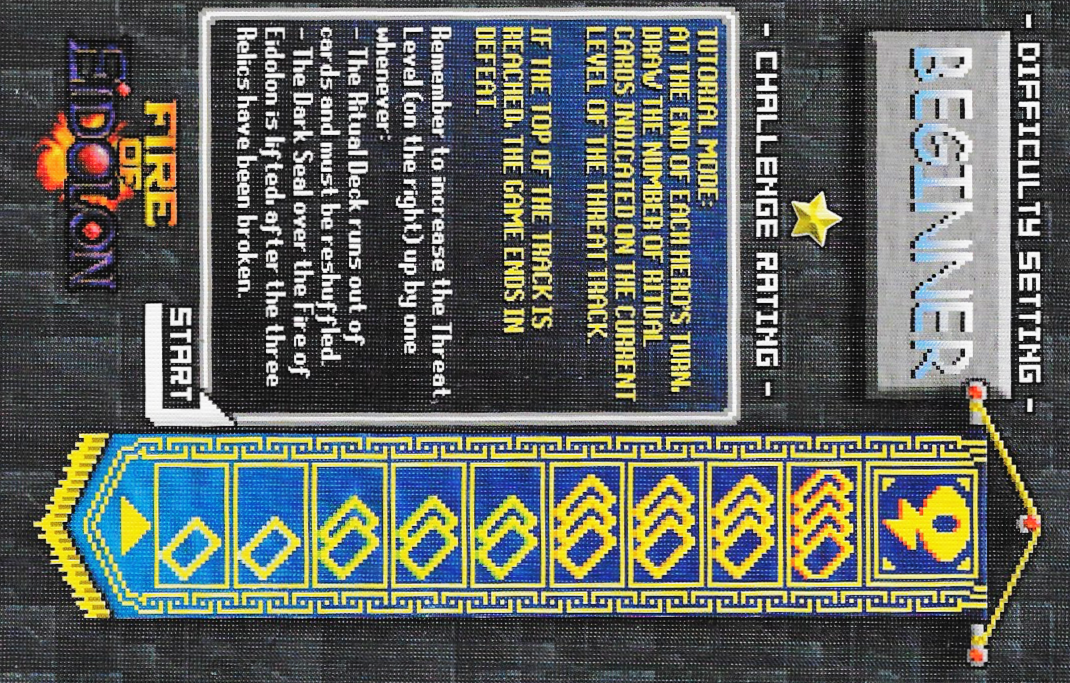 - DIFFICULTY SETTING -
BEGINNER
- CHALLENGE RATING -
TUTORIAL MODE:
AT THE END OF EACH HERO'S TURN,
DRAW THE NUMBER OF RITUAL
CARDS INDICATED ON THE CURRENT
LEVEL OF THE THREAT TRACK.
IF THE TOP OF THE TRACK IS
REACHED, THE GAME ENDS IN
DEFEAT.
Remember to increase the Threat
Level (on the right) up by one
whenever:
- The Ritual Deck runs out of
cards and must be reshuffled.
- The Dark Seal over the Fire of
Eidolon is lifted, after the three
Relics have been broken.
START
FIRE
OF
EIDOLON